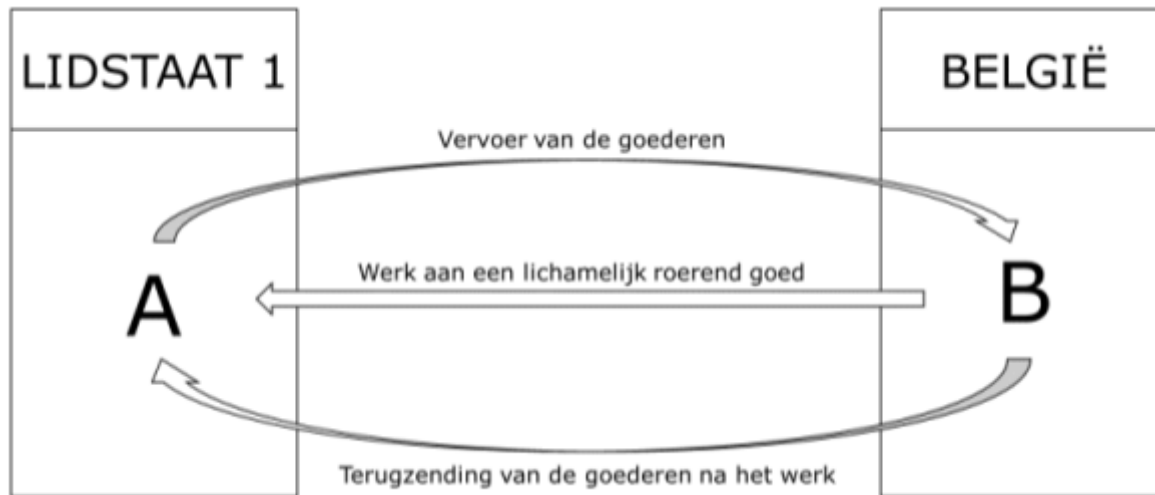 LIDSTAAT 1
BELGIË
Vervoer van de goederen
Werk aan een lichamelijk roerend goed
A
B
Terugzending van de goederen na het werk